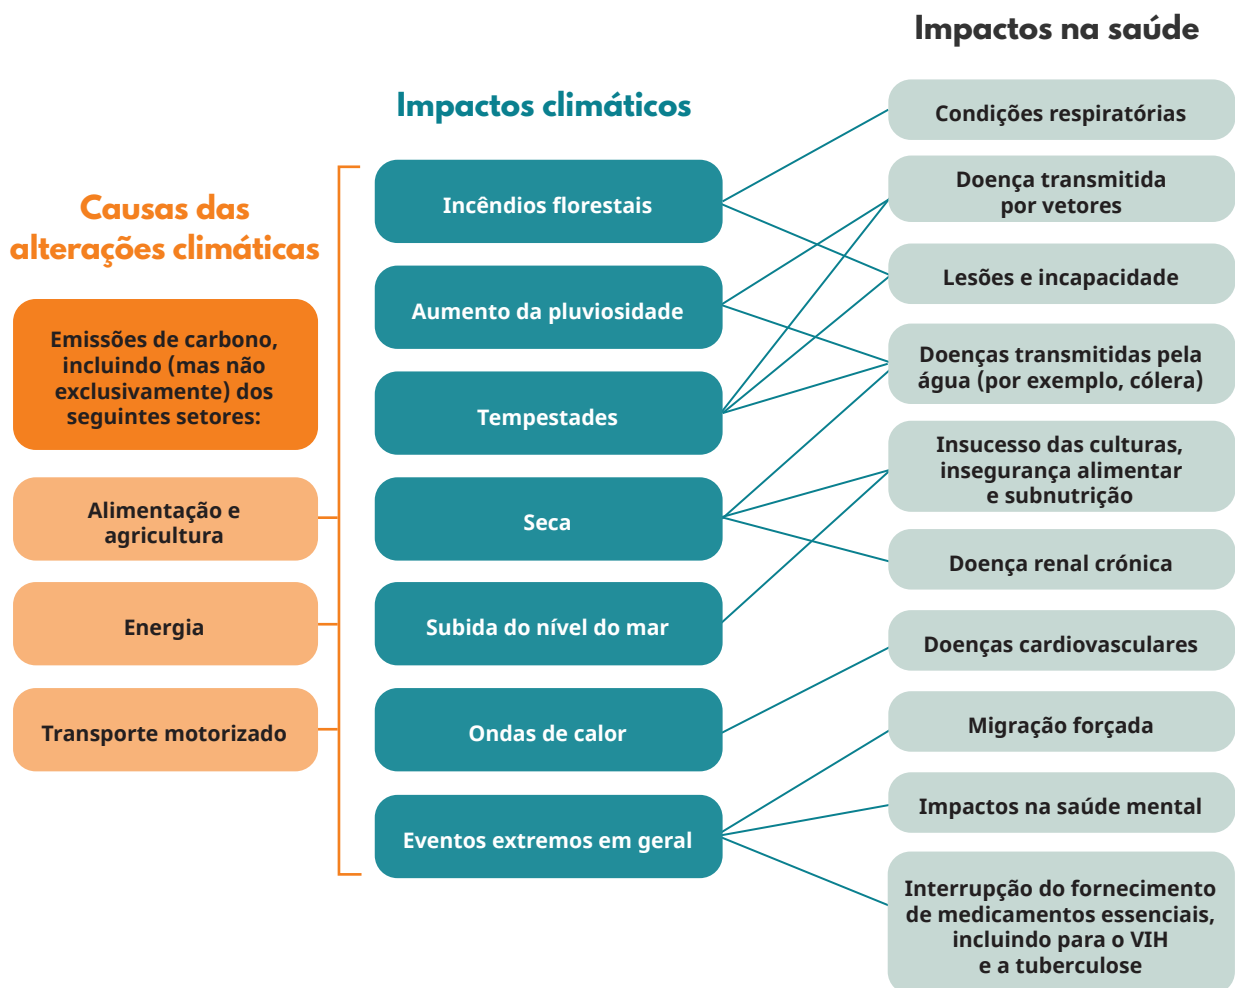 Impactos na saúde
Impactos climáticos
Causas das
alterações climáticas
Emissões de carbono,
incluindo (mas não
exclusivamente) dos
seguintes setores:
Alimentação e
agricultura
Energia
Transporte motorizado
Incêndios florestais
Aumento da pluviosidade
Tempestades
Seca
Subida do nível do mar
Ondas de calor
Eventos extremos em geral
Condições respiratórias
Doença transmitida
por vetores
Lesões e incapacidade
Doenças transmitidas pela
água (por exemplo, cólera)
Insucesso das culturas,
insegurança alimentar
e subnutrição
Doença renal crónica
Doenças cardiovasculares
Migração forçada
Impactos na saúde mental
Interrupção do fornecimento
de medicamentos essenciais,
incluindo para o VIH
e a tuberculose